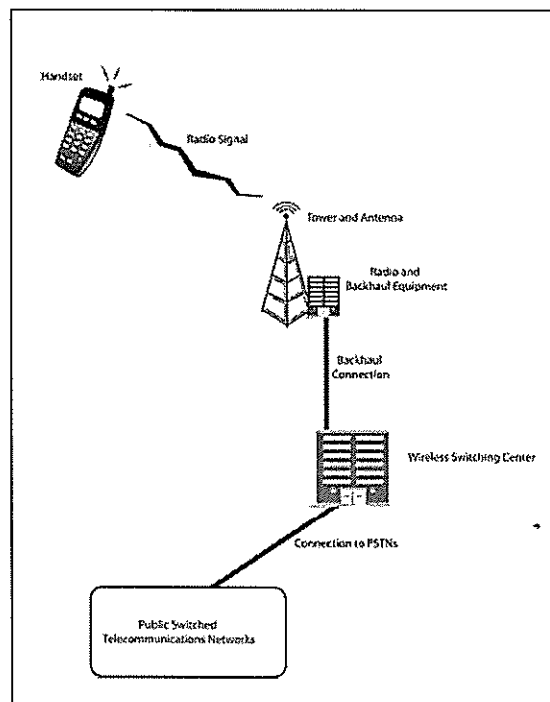 Handset
Radio Signal
Tower and Antenna
Radio and
Backhaul Equipment
Backhaul
Connection
Wireless Switching Center
Connection to PSTNs
Public Switched
Telecommunications Networks